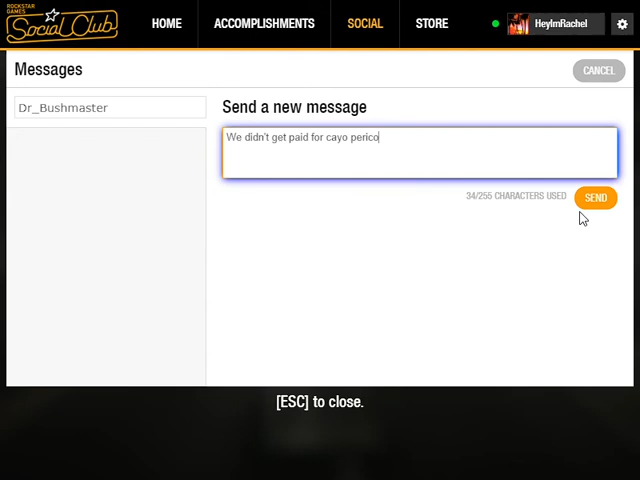 ROCKSTAR
GAMES
Social Club
HOME
ACCOMPLISHMENTS
SOCIAL
STORE
HeyImRachel
Messages
CANCEL
Dr_Bushmaster
Send a new message
We didn't get paid for cayo perico
34/255 CHARACTERS USED
SEND
[ESC] to close.